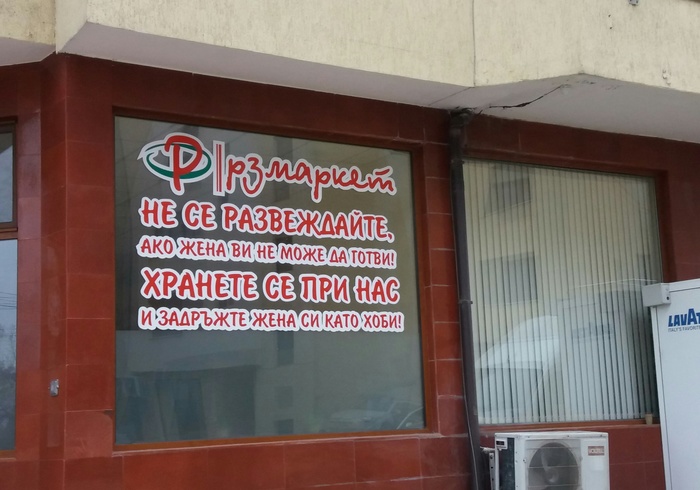 Р рзмаркет
НЕ СЕ РАЗВЕЖДАЙТЕ,
АКО ЖЕНА ВИ НЕ МОЖЕ ДА ГОТВИ!
ХРАНЕТЕ СЕ ПРИ НАС
И ЗАДРЪЖТЕ ЖЕНА СИ КАТО ХОБИ!